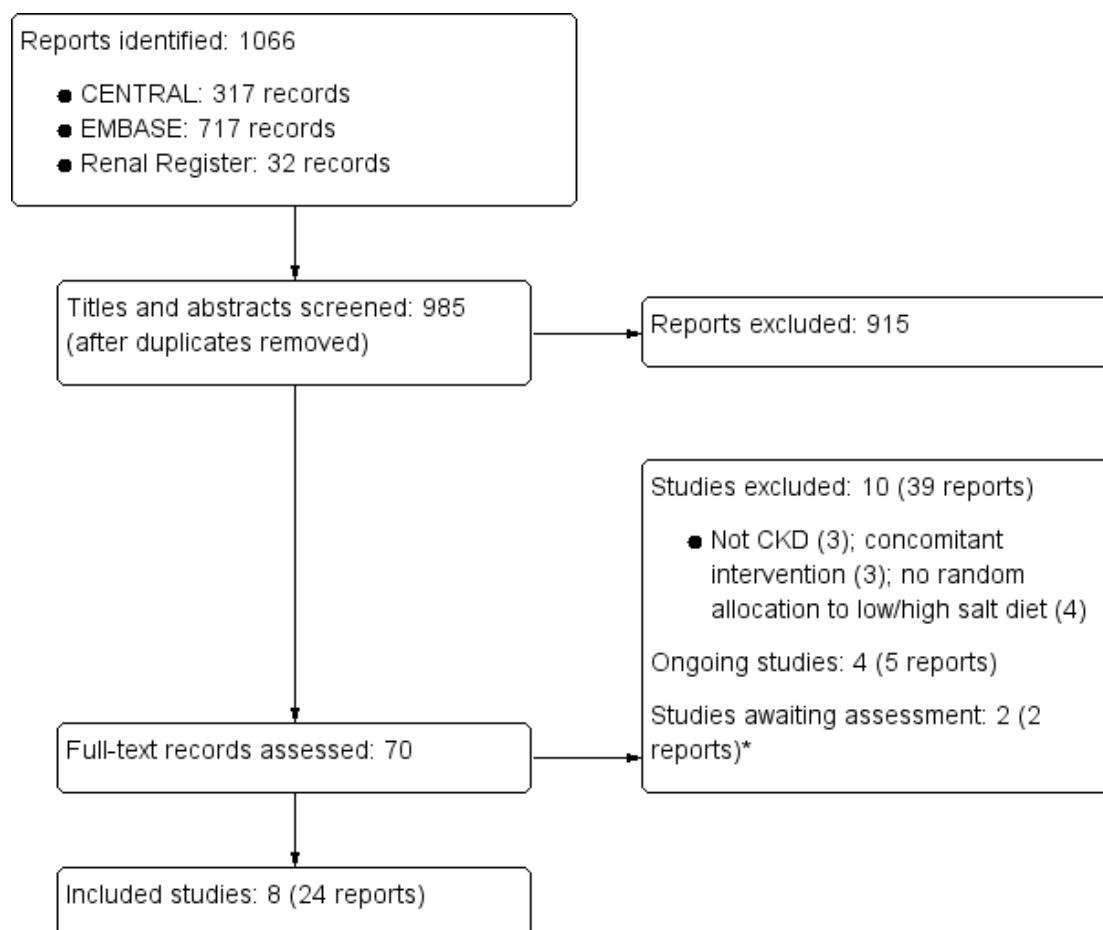 Reports identified: 1066
● CENTRAL: 317 records
● EMBASE: 717 records
● Renal Register: 32 records
Titles and abstracts screened: 985
(after duplicates removed)
Reports excluded: 915
Studies excluded: 10 (39 reports)
● Not CKD (3); concomitant
intervention (3); no random
allocation to low/high salt diet (4)
Ongoing studies: 4 (5 reports)
Studies awaiting assessment: 2 (2
reports)*
Full-text records assessed: 70
Included studies: 8 (24 reports)